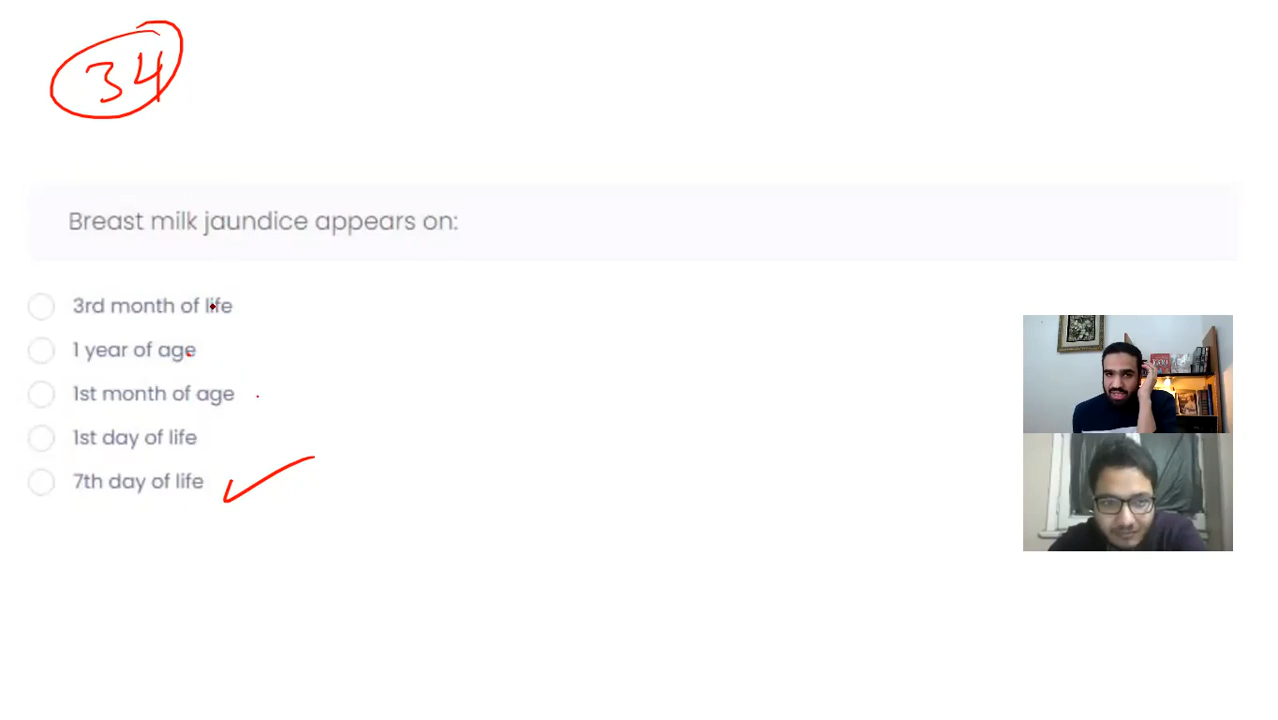 34
Breast milk jaundice appears on:
3rd month of life
1 year of age
1st month of age
1st day of life
7th day of life